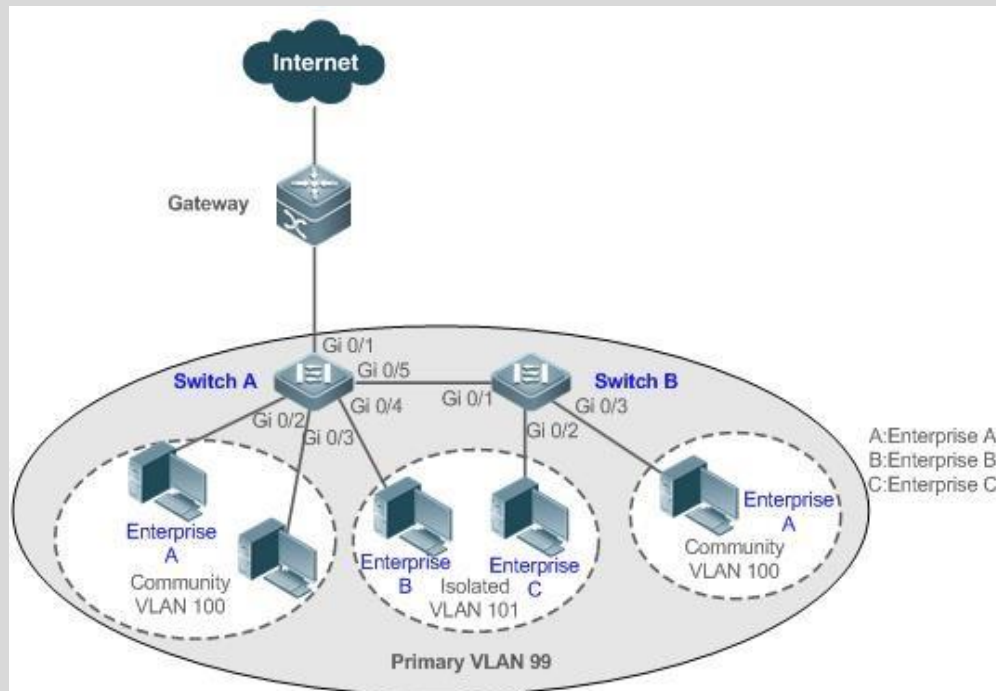 Internet
Gateway
Gi 0/1
Switch A
Gi 0/5
Switch B
Gi 0/4
Gi 0/1
Gi 0/3
Gi 0/2
Gi 0/3
Gi 0/2
A:Enterprise A
B:Enterprise B
C:Enterprise C
Enterprise
A
Community
VLAN 100
Enterprise
B
Isolated
VLAN 101
Enterprise
C
Enterprise
A
Community
VLAN 100
Primary VLAN 99